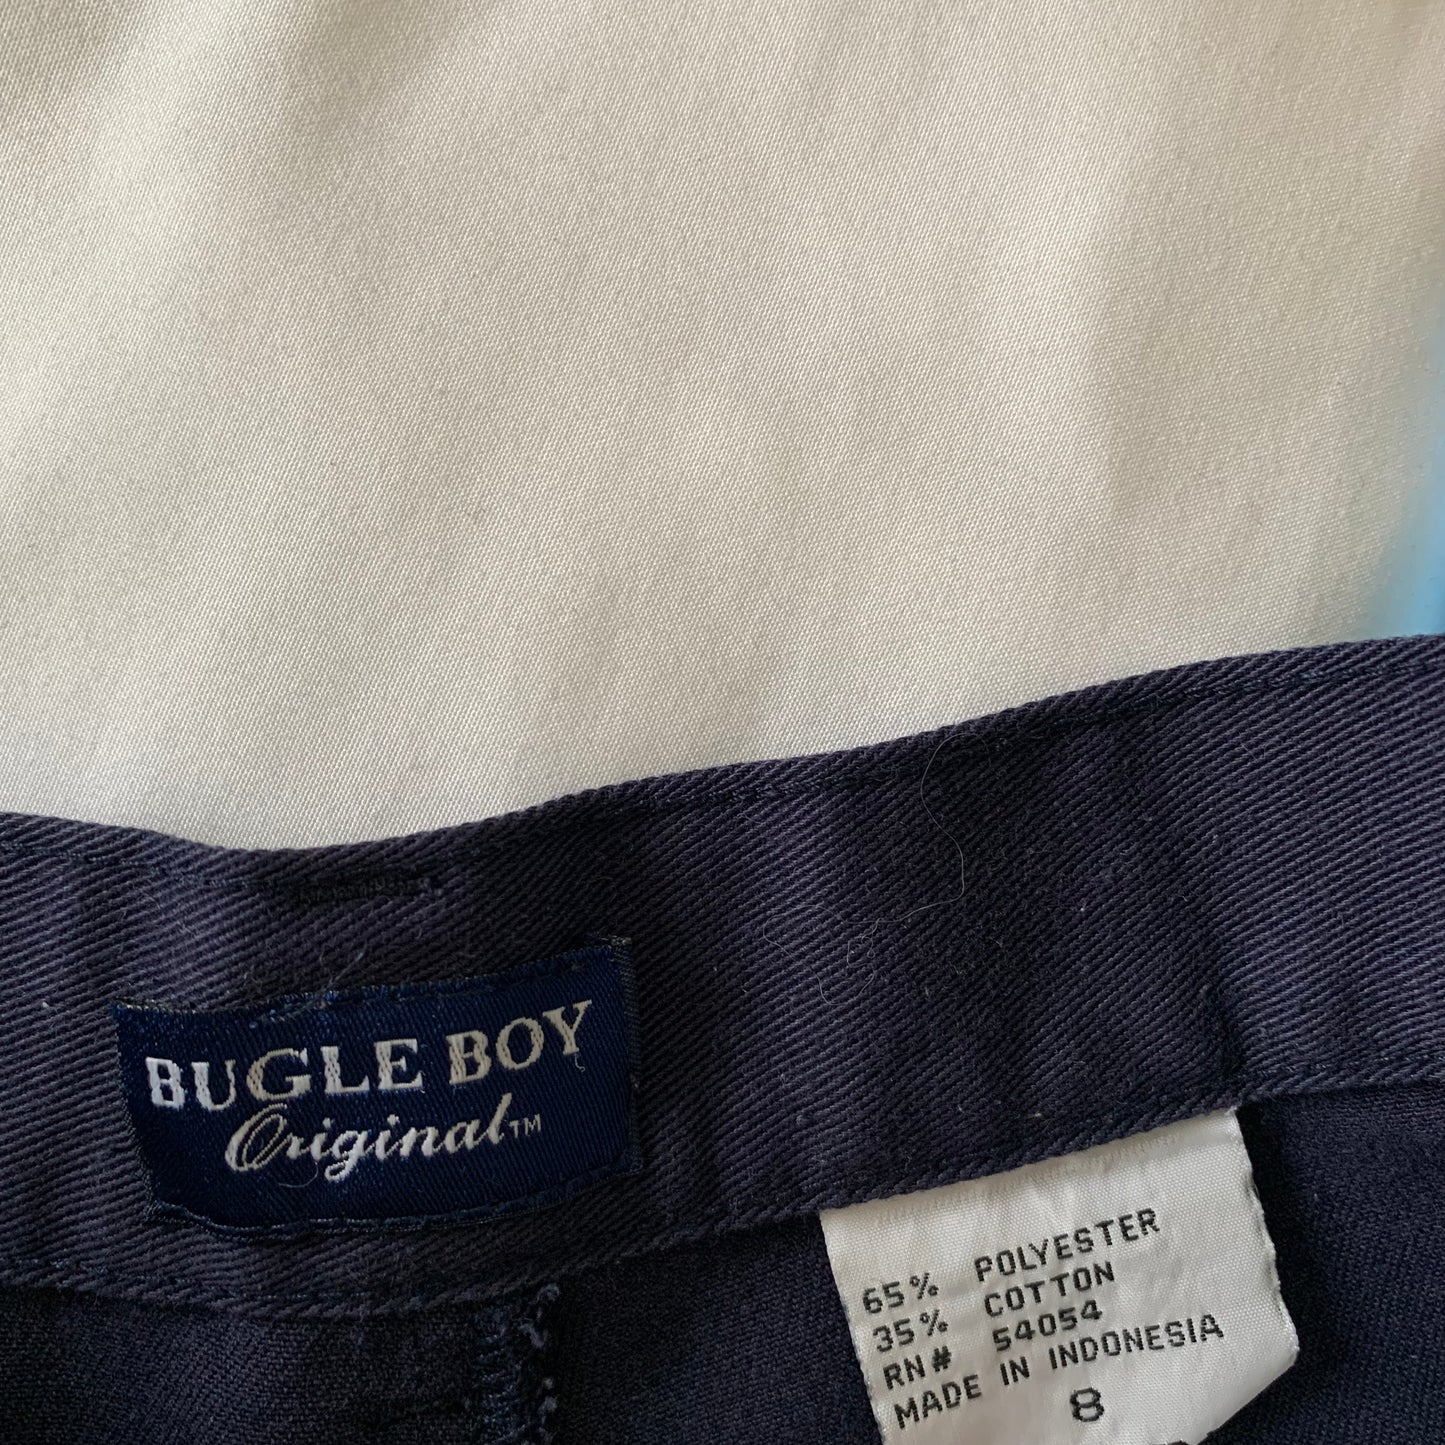 BUGLE BOY
Original™
65% POLYESTER
35% COTTON
RN# 54054
MADE IN INDONESIA
8